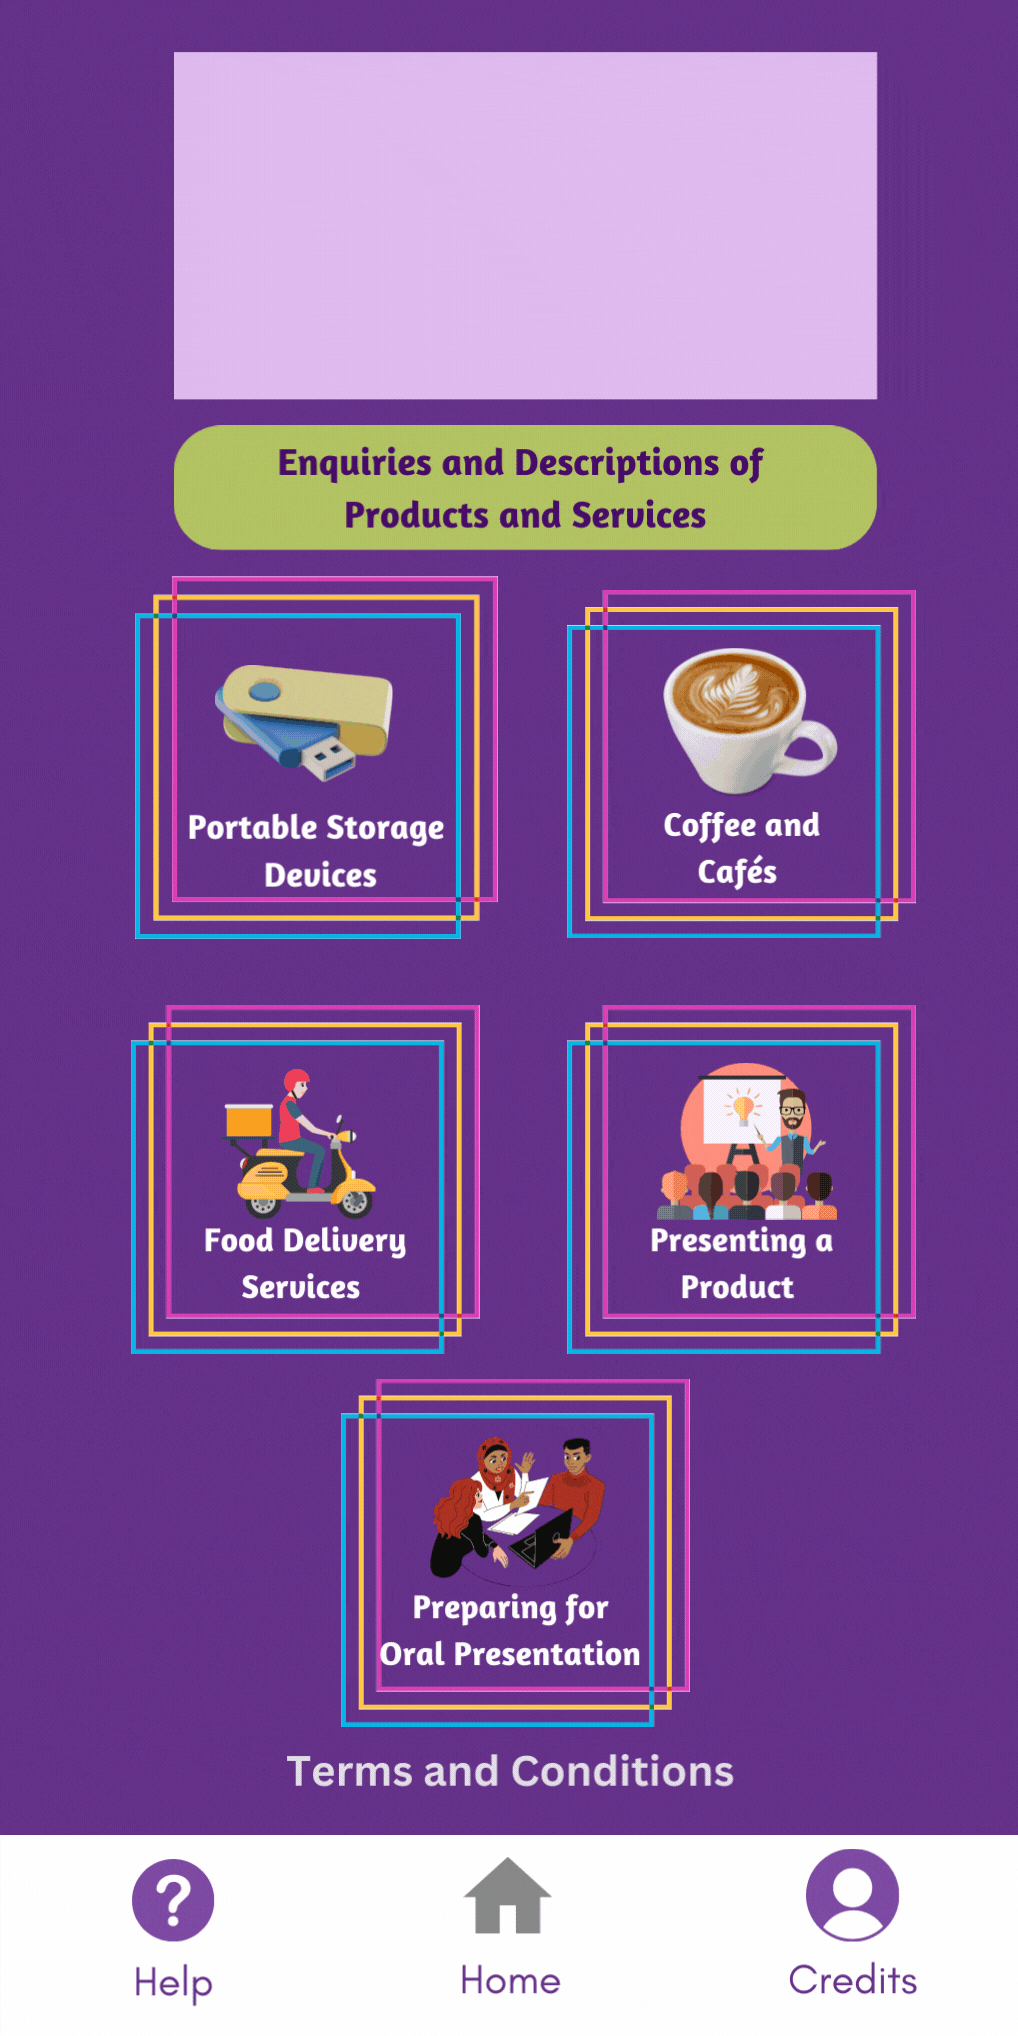 Enquiries and Descriptions of
Products and Services
Portable Storage
Devices
Coffee and
Cafés
Food Delivery
Services
Presenting a
Product
Preparing for
Oral Presentation
Terms and Conditions
Help
Home
Credits